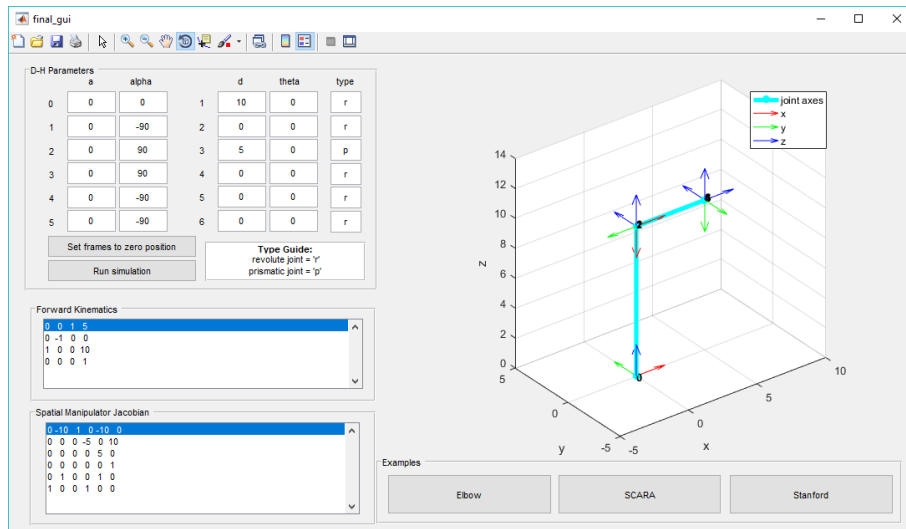 final_gui
D-H Parameters
a alpha d theta type
0 0 0 1 10 0 r
1 0 -90 2 0 0 r
2 0 90 3 5 0 p
3 0 90 4 0 0 r
4 0 -90 5 0 0 r
5 0 -90 6 0 0 r
Set frames to zero position
Run simulation
Type Guide:
revolute joint = 'r'
prismatic joint = 'p'
Forward Kinematics
0 0 1 5
0 -1 0 0
1 0 0 10
0 0 0 1
Spatial Manipulator Jacobian
0 -10 1 0 -10 0
0 0 0 -5 0 10
0 0 0 0 5 0
0 0 0 0 0 1
0 1 0 0 1 0
1 0 0 1 0 0
joint axes
x
y
z
14
12
10
8
6
4
2
0
z
5
0
-5
y
-5
0
5
10
x
0
2
Examples
Elbow
SCARA
Stanford